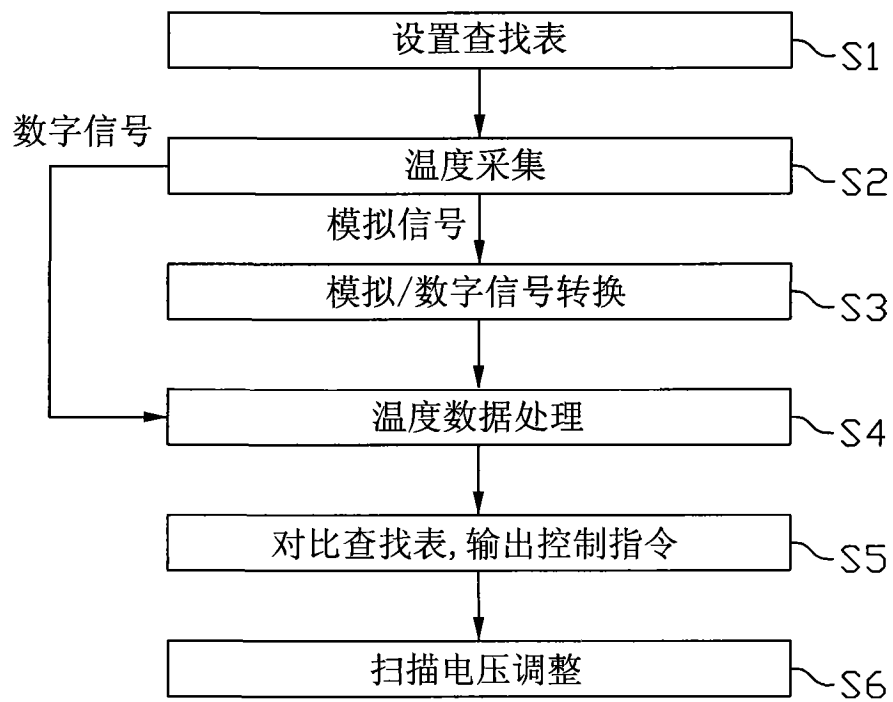 设置查找表
S1
数字信号
温度采集
S2
模拟信号
模拟/数字信号转换
S3
温度数据处理
S4
对比查找表,输出控制指令
S5
扫描电压调整
S6